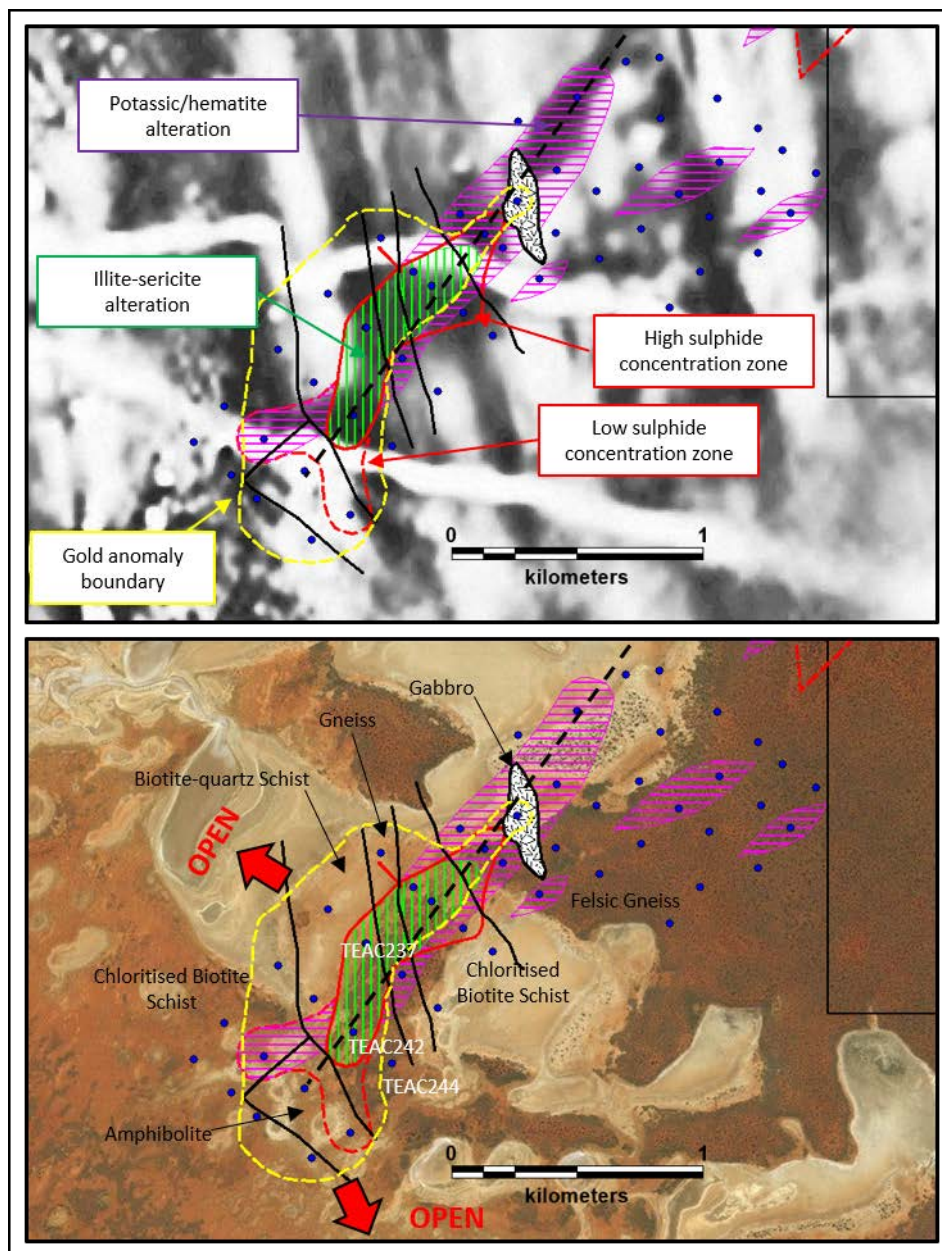 Potassic/hematite
alteration
Illite-sericite
alteration
High sulphide
concentration zone
Low sulphide
concentration zone
Gold anomaly
boundary
0 1
kilometers
Gabbro
Gneiss
Biotite-quartz Schist
OPEN
Felsic Gneiss
TEAC237
Chloritised Biotite
Schist
Chloritised
Biotite Schist
TEAC242
TEAC244
Amphibolite
0 1
kilometers
OPEN